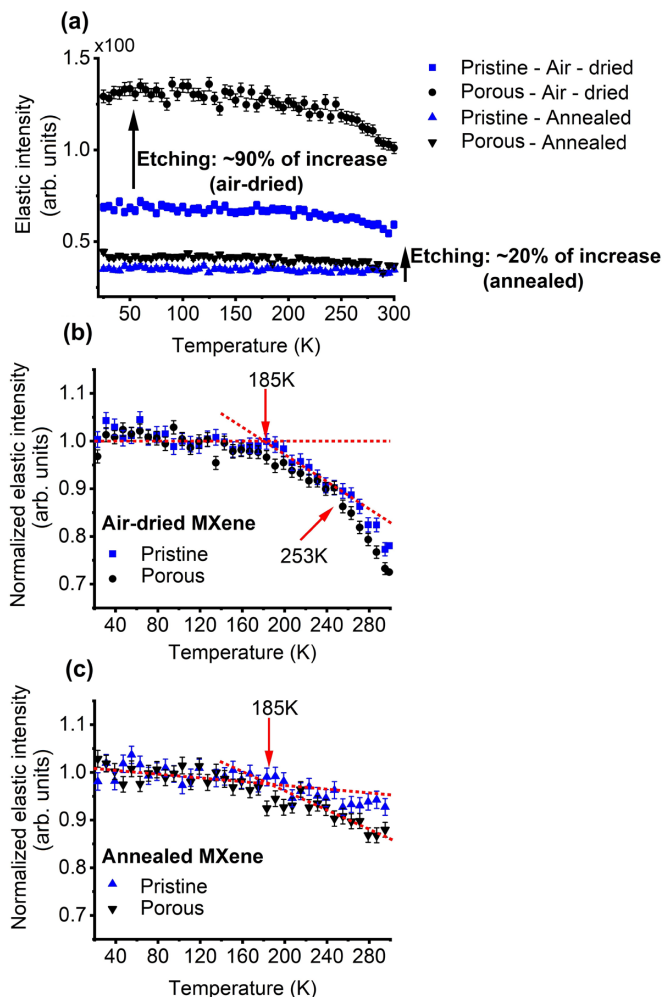 (a)
x100
1.5
1.0
0.5
Elastic intensity
(arb. units)
Etching: ~90% of increase
(air-dried)
Etching: ~20% of increase
(annealed)
50 100 150 200 250 300
Temperature (K)
Pristine - Air - dried
Porous - Air - dried
Pristine - Annealed
Porous - Annealed
(b)
185K
1.1
1.0
0.9
0.8
0.7
Normalized elastic intensity
(arb. units)
253K
Air-dried MXene
Pristine
Porous
40 80 120 160 200 240 280
Temperature (K)
(c)
185K
1.1
1.0
0.9
0.8
0.7
Normalized elastic intensity
(arb. units)
Annealed MXene
Pristine
Porous
40 80 120 160 200 240 280
Temperature (K)